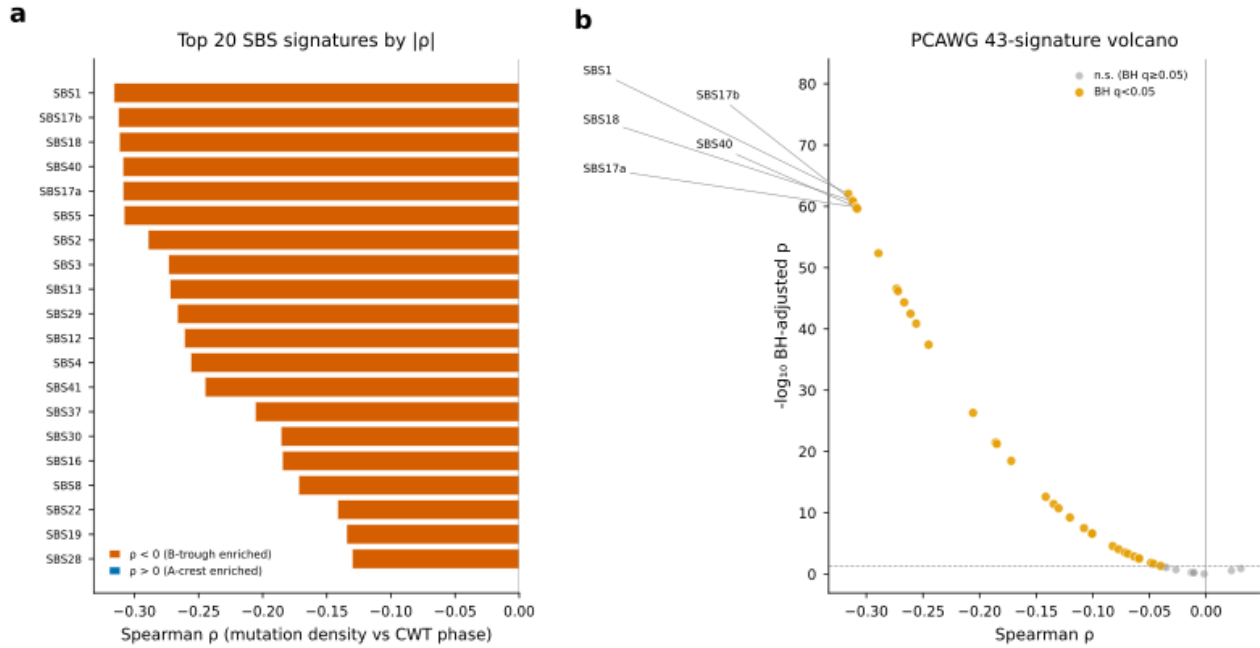 a
Top 20 SBS signatures by |ρ|
SBS1
SBS17b
SBS18
SBS40
SBS17a
SBS5
SBS2
SBS3
SBS13
SBS29
SBS12
SBS4
SBS41
SBS37
SBS30
SBS16
SBS8
SBS22
SBS19
SBS28
ρ < 0 (B-trough enriched)
ρ > 0 (A-crest enriched)
−0.30 −0.25 −0.20 −0.15 −0.10 −0.05 0.00
Spearman ρ (mutation density vs CWT phase)
b
PCAWG 43-signature volcano
SBS1
SBS17b
SBS18
SBS40
SBS17a
n.s. (BH q≥0.05)
BH q<0.05
80
70
60
50
40
30
20
10
0
-log₁₀ BH-adjusted p
−0.30 −0.25 −0.20 −0.15 −0.10 −0.05 0.00
Spearman ρ